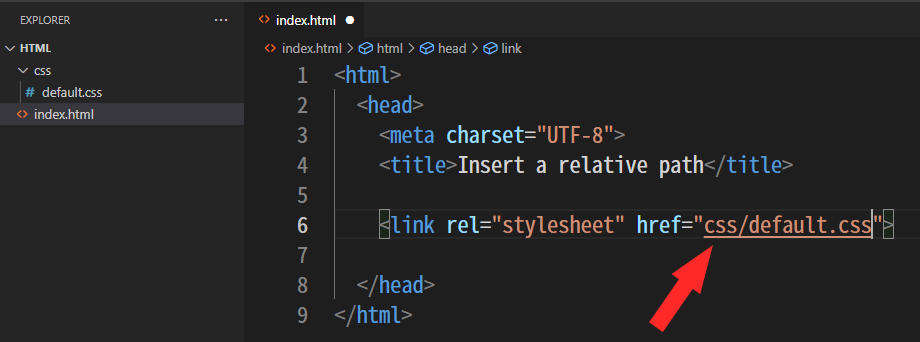 EXPLORER ···
HTML
css
# default.css
<> index.html
<> index.html ●
<> index.html > html > head > link
1 <html>
2 <head>
3 <meta charset="UTF-8">
4 <title>Insert a relative path</title>
5
6 <link rel="stylesheet" href="css/default.css">
7
8 </head>
9 </html>